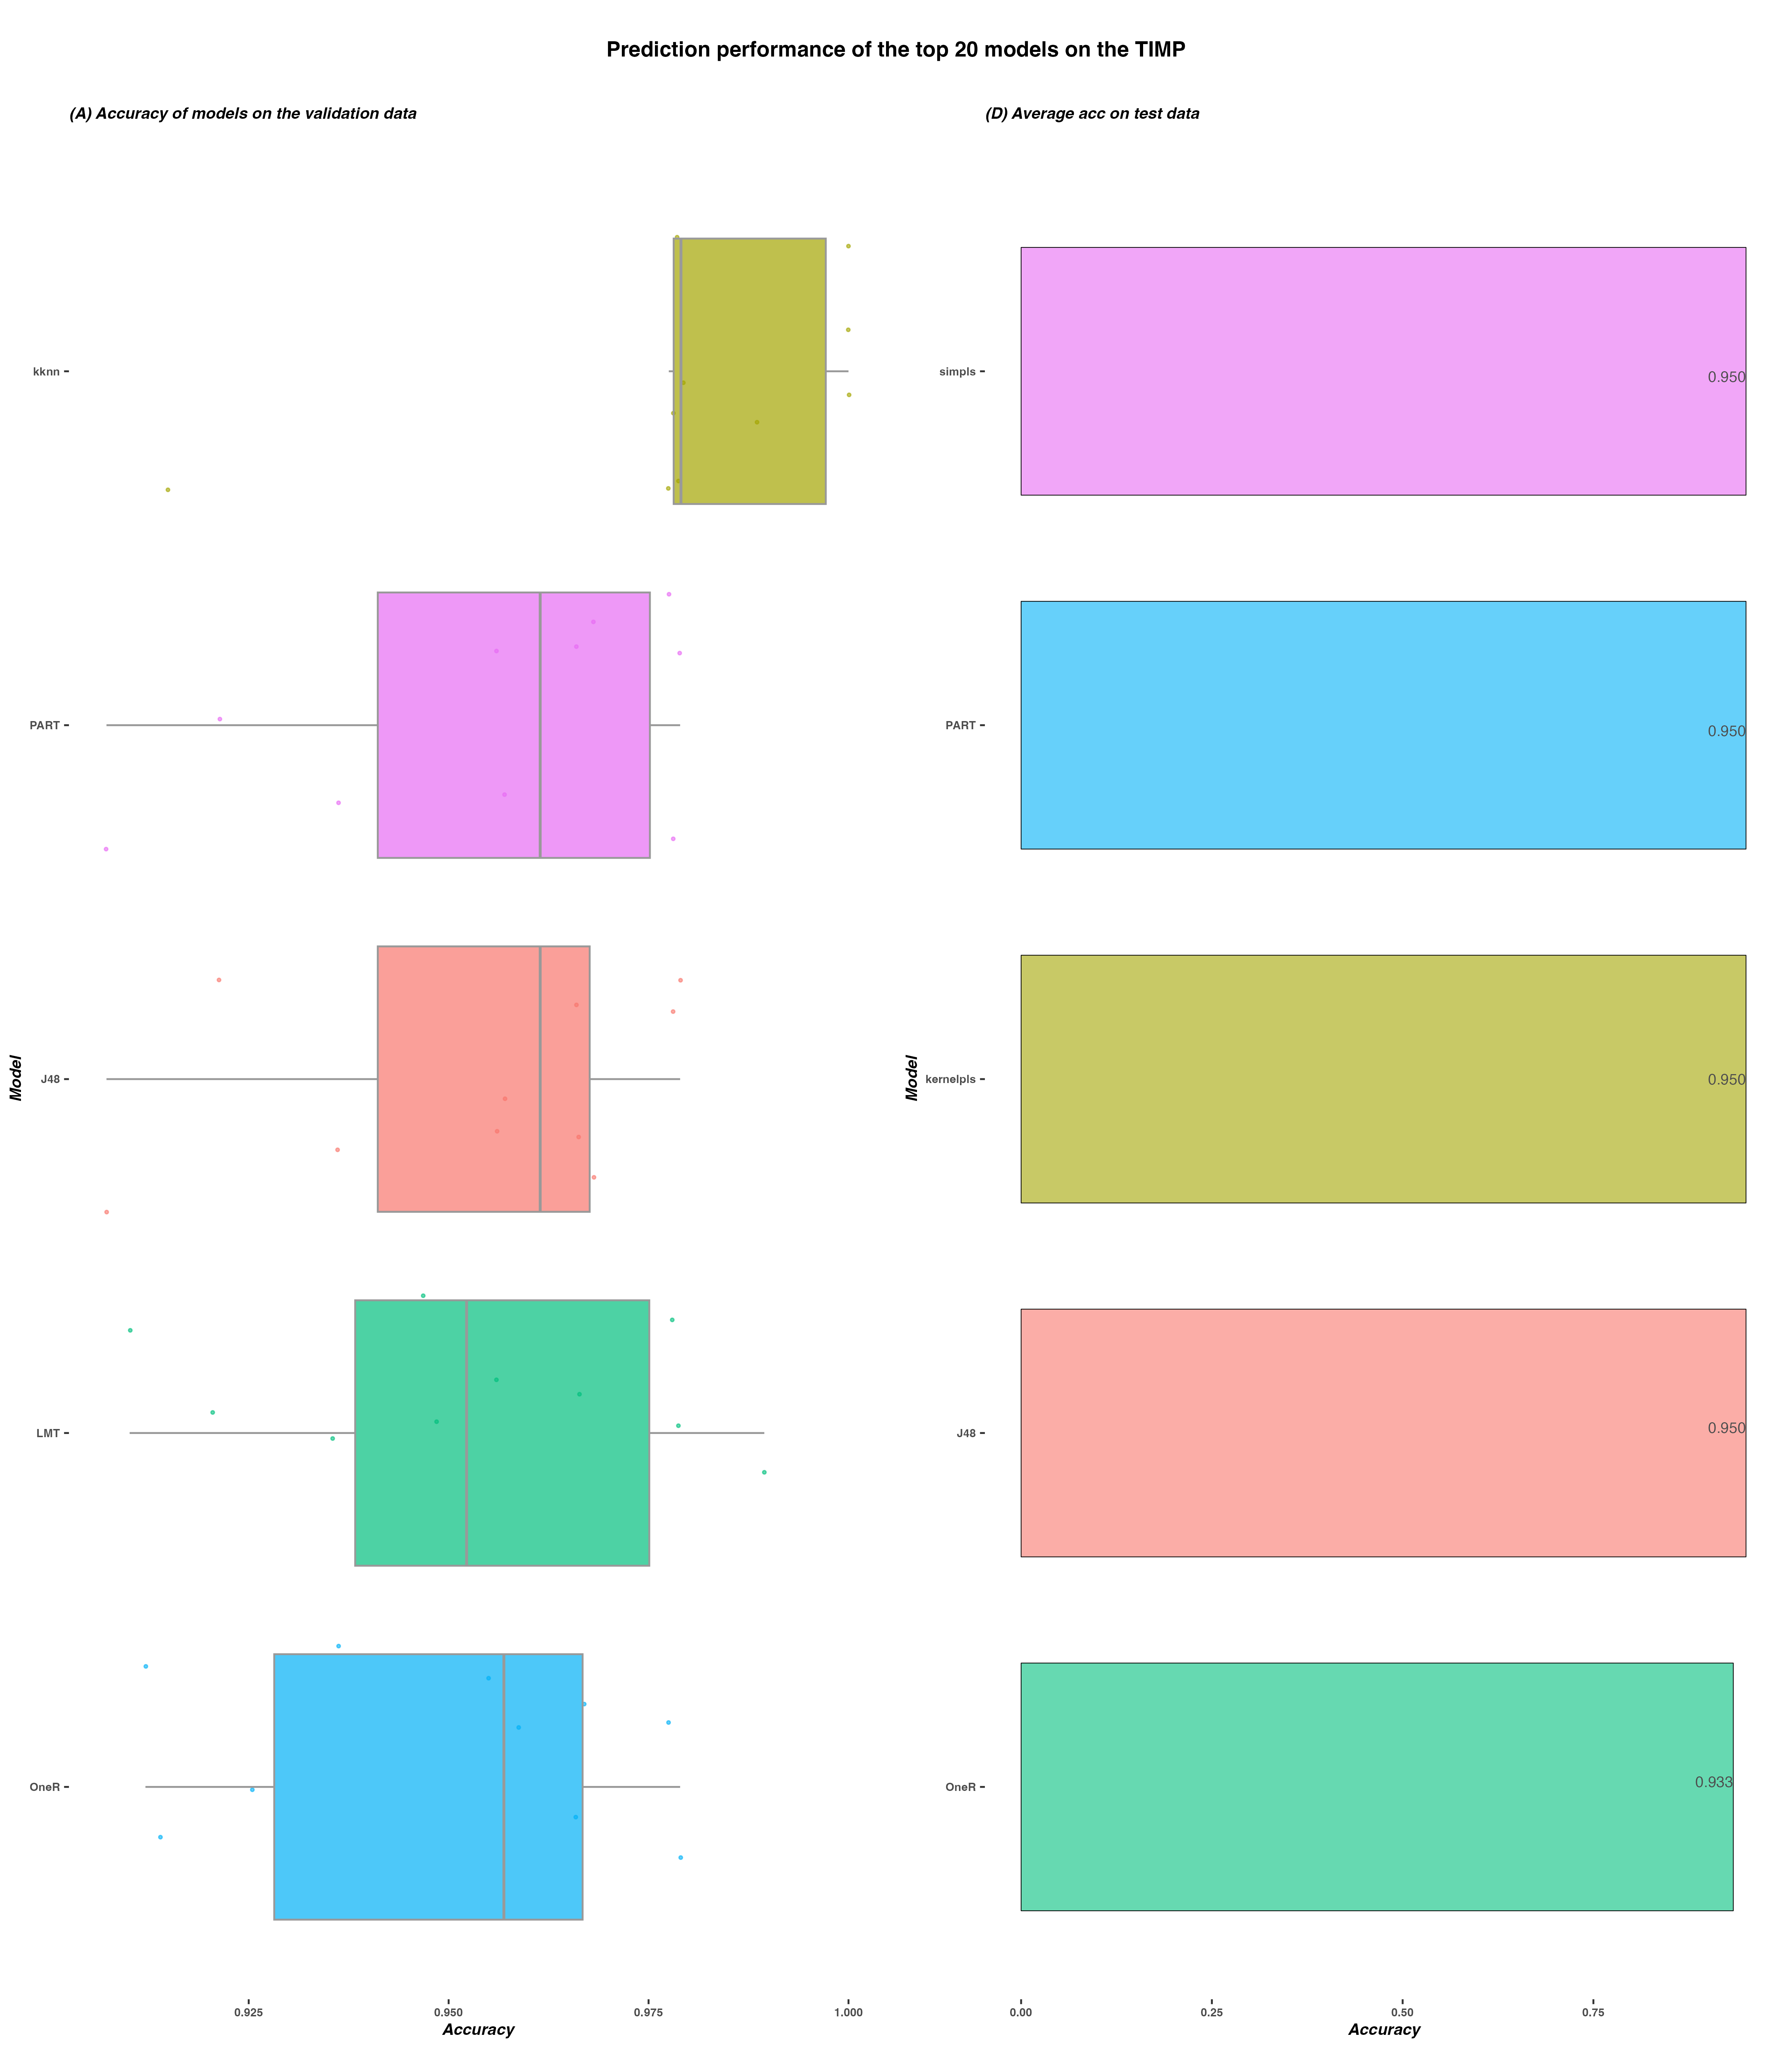 Prediction performance of the top 20 models on the TIMP
(A) Accuracy of models on the validation data
kknn
PART
J48
LMT
OneR
Model
0.925
0.950
0.975
1.000
Accuracy
(D) Average acc on test data
simpls
PART
kernelpls
J48
OneR
Model
0.950
0.950
0.950
0.950
0.933
0.00
0.25
0.50
0.75
Accuracy